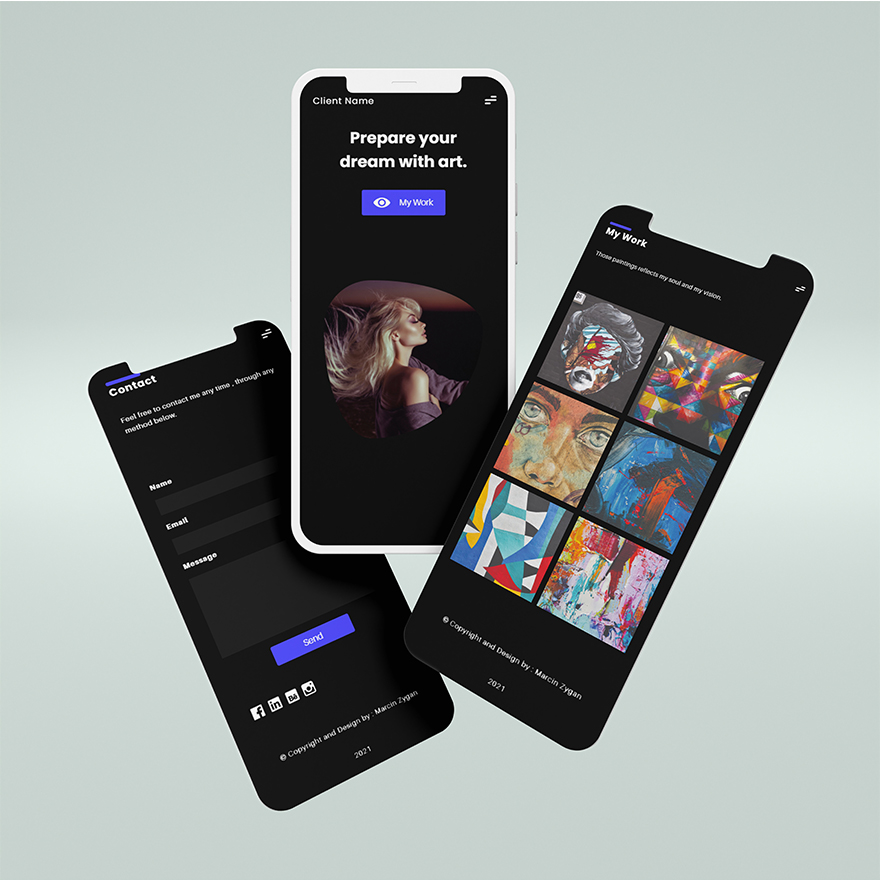 Client Name
Prepare your
dream with art.
My Work
My Work
Those paintings reflects my soul and my vision.
© Copyright and Design by : Marcin Zygan
2021
Contact
Feel free to contact me any time , through any
method below.
Name
Email
Message
Send
© Copyright and Design by : Marcin Zygan
2021